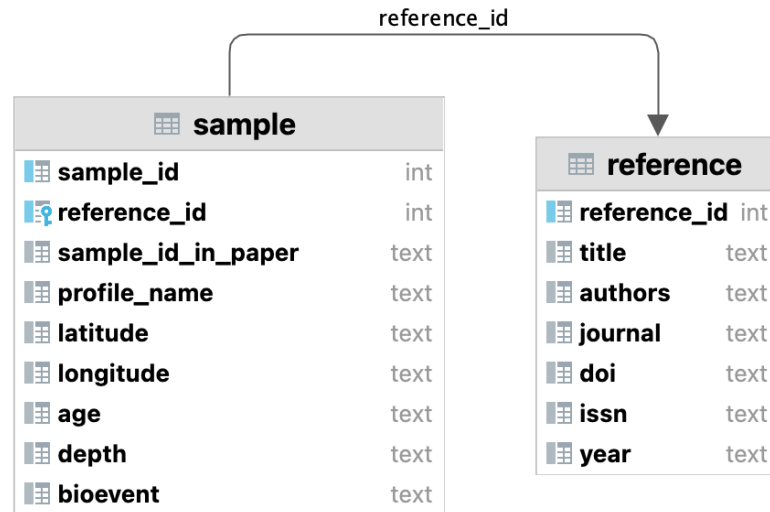 reference_id
sample
sample_id int
reference_id int
sample_id_in_paper text
profile_name text
latitude text
longitude text
age text
depth text
bioevent text
reference
reference_id int
title text
authors text
journal text
doi text
issn text
year text